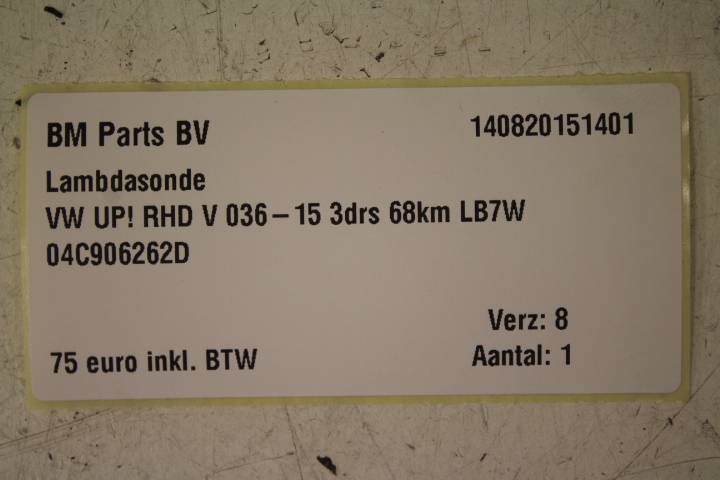 BM Parts BV 140820151401
Lambdasonde
VW UP! RHD V 036-15 3drs 68km LB7W
04C906262D
Verz: 8
75 euro inkl. BTW Aantal: 1